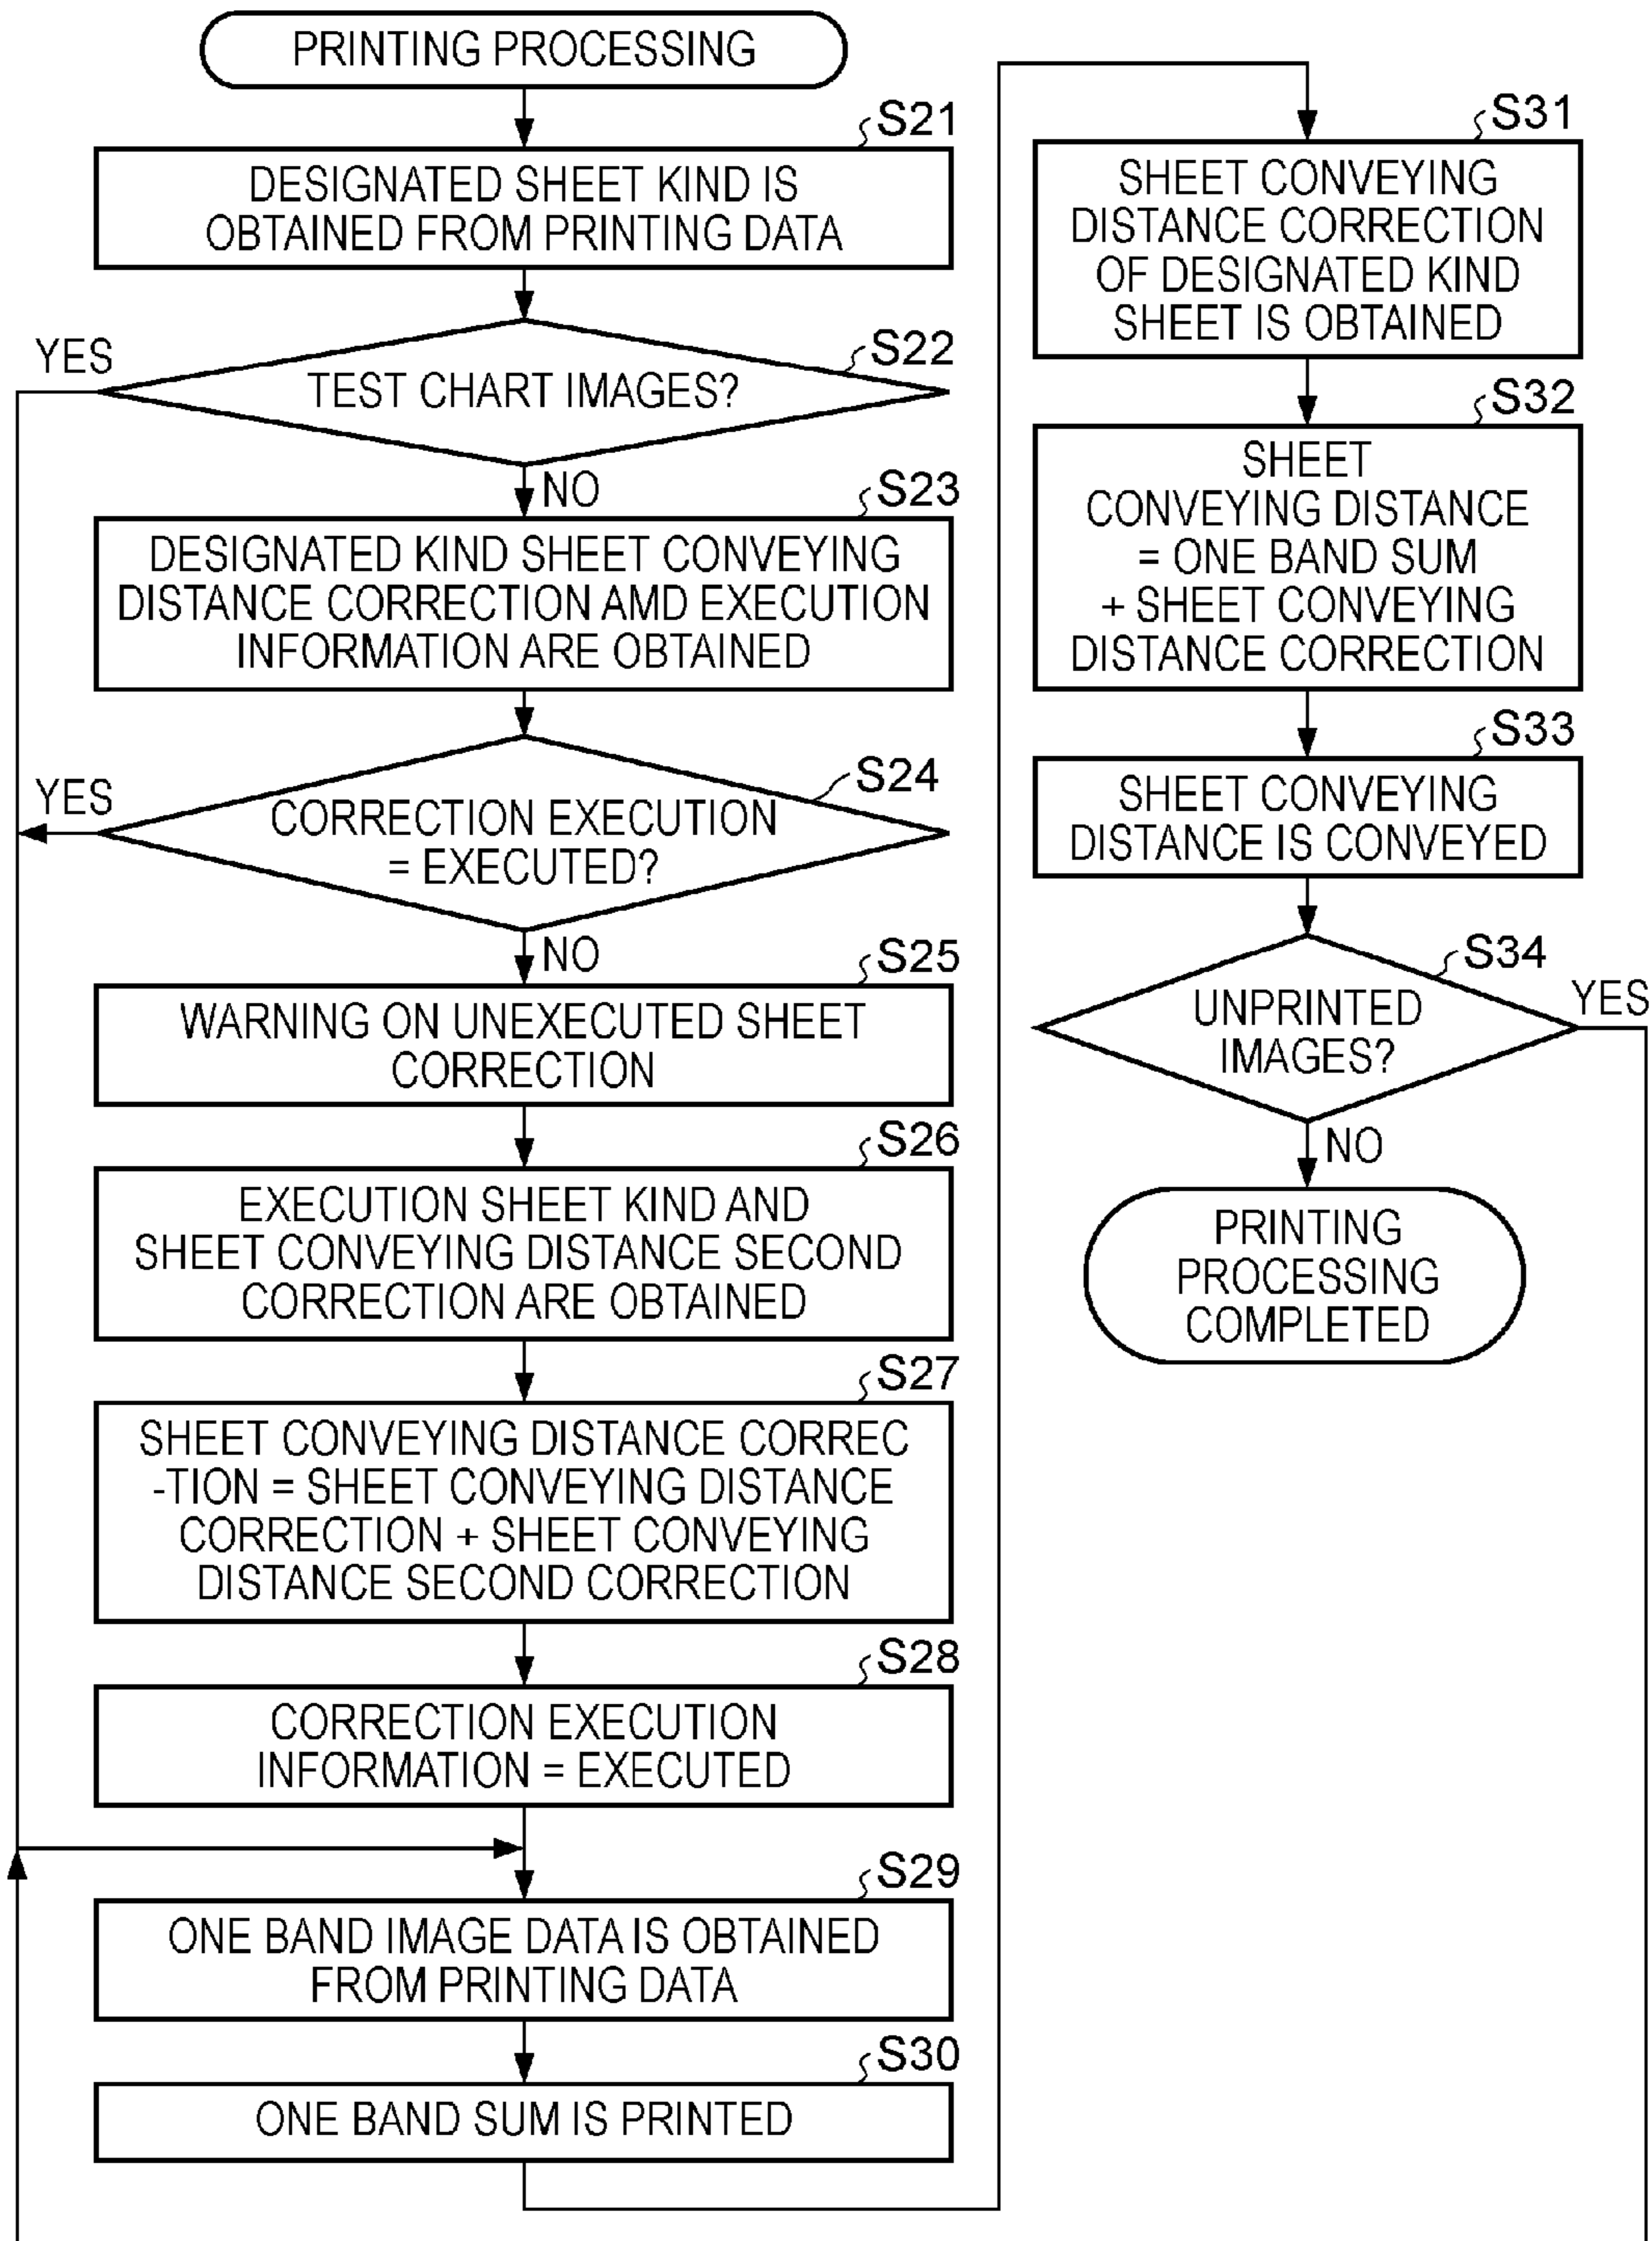 PRINTING PROCESSING
S21
DESIGNATED SHEET KIND IS
OBTAINED FROM PRINTING DATA
S22
YES
TEST CHART IMAGES?
NO
S23
DESIGNATED KIND SHEET CONVEYING
DISTANCE CORRECTION AMD EXECUTION
INFORMATION ARE OBTAINED
S24
YES
CORRECTION EXECUTION
= EXECUTED?
NO
S25
WARNING ON UNEXECUTED SHEET
CORRECTION
S26
EXECUTION SHEET KIND AND
SHEET CONVEYING DISTANCE SECOND
CORRECTION ARE OBTAINED
S27
SHEET CONVEYING DISTANCE CORREC
-TION = SHEET CONVEYING DISTANCE
CORRECTION + SHEET CONVEYING
DISTANCE SECOND CORRECTION
S28
CORRECTION EXECUTION
INFORMATION = EXECUTED
S29
ONE BAND IMAGE DATA IS OBTAINED
FROM PRINTING DATA
S30
ONE BAND SUM IS PRINTED
S31
SHEET CONVEYING
DISTANCE CORRECTION
OF DESIGNATED KIND
SHEET IS OBTAINED
S32
SHEET
CONVEYING DISTANCE
= ONE BAND SUM
+ SHEET CONVEYING
DISTANCE CORRECTION
S33
SHEET CONVEYING
DISTANCE IS CONVEYED
S34
YES
UNPRINTED
IMAGES?
NO
PRINTING
PROCESSING
COMPLETED